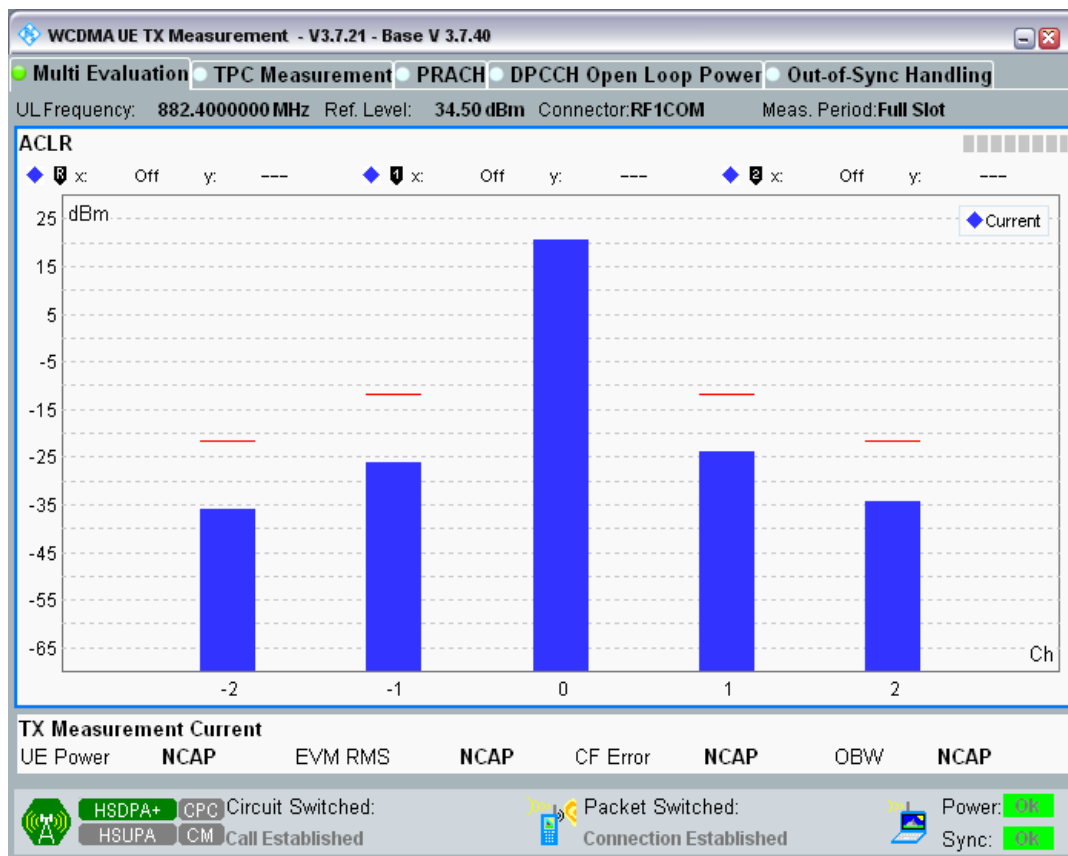 WCDMA UE TX Measurement - V3.7.21 - Base V 3.7.40
Multi Evaluation TPC Measurement PRACH DPCCH Open Loop Power Out-of-Sync Handling
UL Frequency: 882.4000000 MHz Ref. Level: 34.50 dBm Connector:RF1COM Meas. Period:Full Slot
ACLR
R x: Off y: --- 1 x: Off y: --- 2 x: Off y: ---
25 dBm
Current
15
5
-5
-15
-25
-35
-45
-55
-65
Ch
-2 -1 0 1 2
TX Measurement Current
UE Power NCAP EVM RMS NCAP CF Error NCAP OBW NCAP
HSDPA+ CPC Circuit Switched: Packet Switched: Power: OK
HSUPA CM Call Established Connection Established Sync: OK